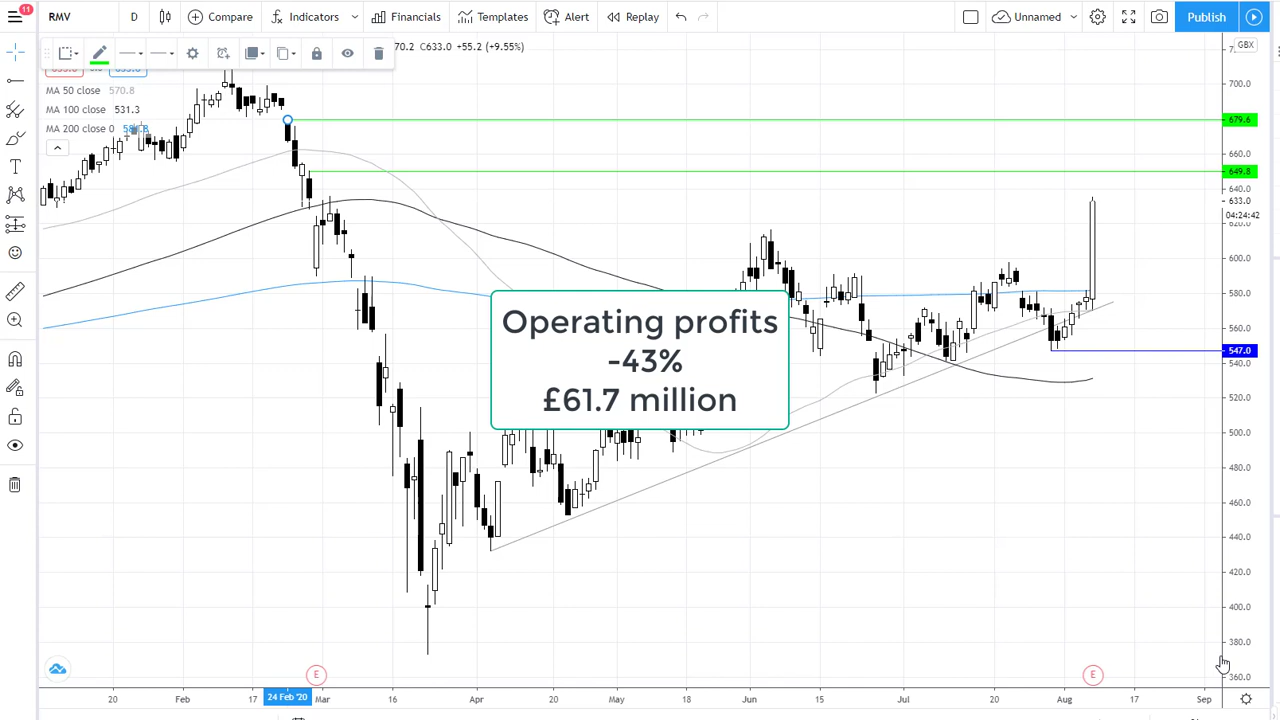 11
RMV
D
Compare
Indicators
Financials
Templates
Alert
Replay
Unnamed
Publish
70.2 C633.0 +55.2 (+9.55%)
GBX
MA 50 close 570.8
MA 100 close 531.3
MA 200 close 0
700.0
679.6
660.0
649.8
640.0
633.0
04:24:42
620.0
600.0
580.0
560.0
547.0
540.0
520.0
500.0
480.0
460.0
440.0
420.0
400.0
380.0
360.0
Operating profits
-43%
£61.7 million
E
E
20
Feb
17
24 Feb '20
Mar
16
Apr
20
May
18
Jun
15
Jul
20
Aug
17
Sep